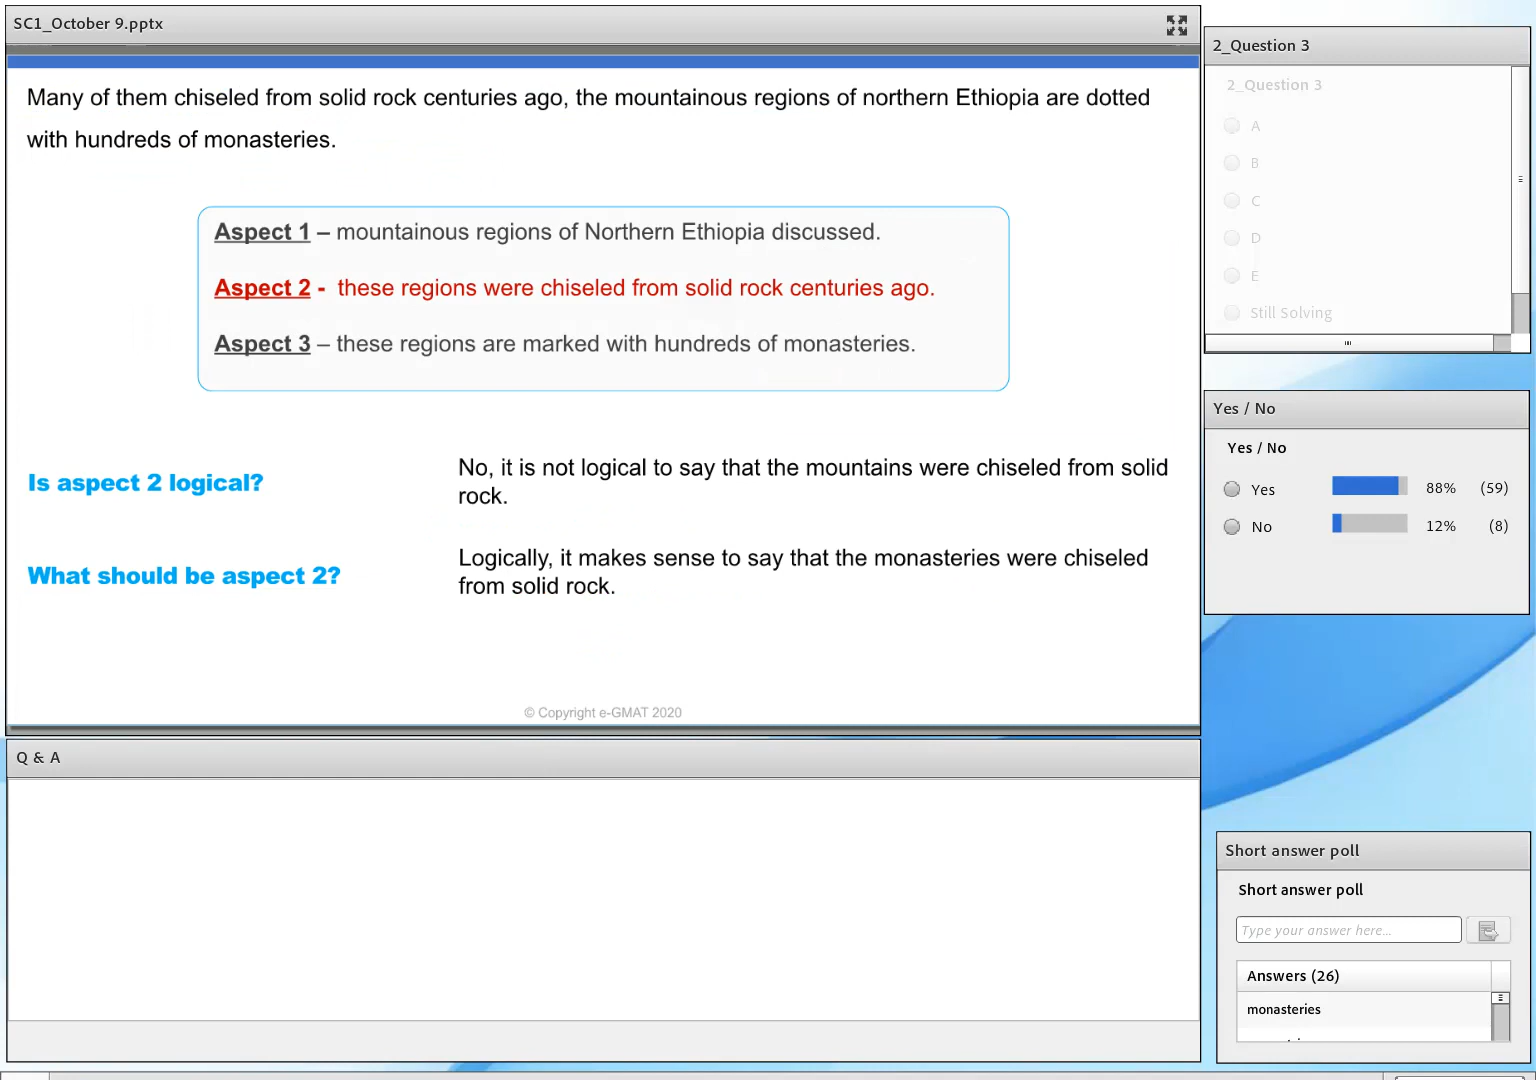 SC1_October 9.pptx
Many of them chiseled from solid rock centuries ago, the mountainous regions of northern Ethiopia are dotted
with hundreds of monasteries.
Aspect 1 – mountainous regions of Northern Ethiopia discussed.
Aspect 2 - these regions were chiseled from solid rock centuries ago.
Aspect 3 – these regions are marked with hundreds of monasteries.
Is aspect 2 logical?
No, it is not logical to say that the mountains were chiseled from solid
rock.
What should be aspect 2?
Logically, it makes sense to say that the monasteries were chiseled
from solid rock.
© Copyright e-GMAT 2020
Q & A
2_Question 3
2_Question 3
A
B
C
D
E
Still Solving
Yes / No
Yes / No
Yes 88% (59)
No 12% (8)
Short answer poll
Short answer poll
Type your answer here...
Answers (26)
monasteries